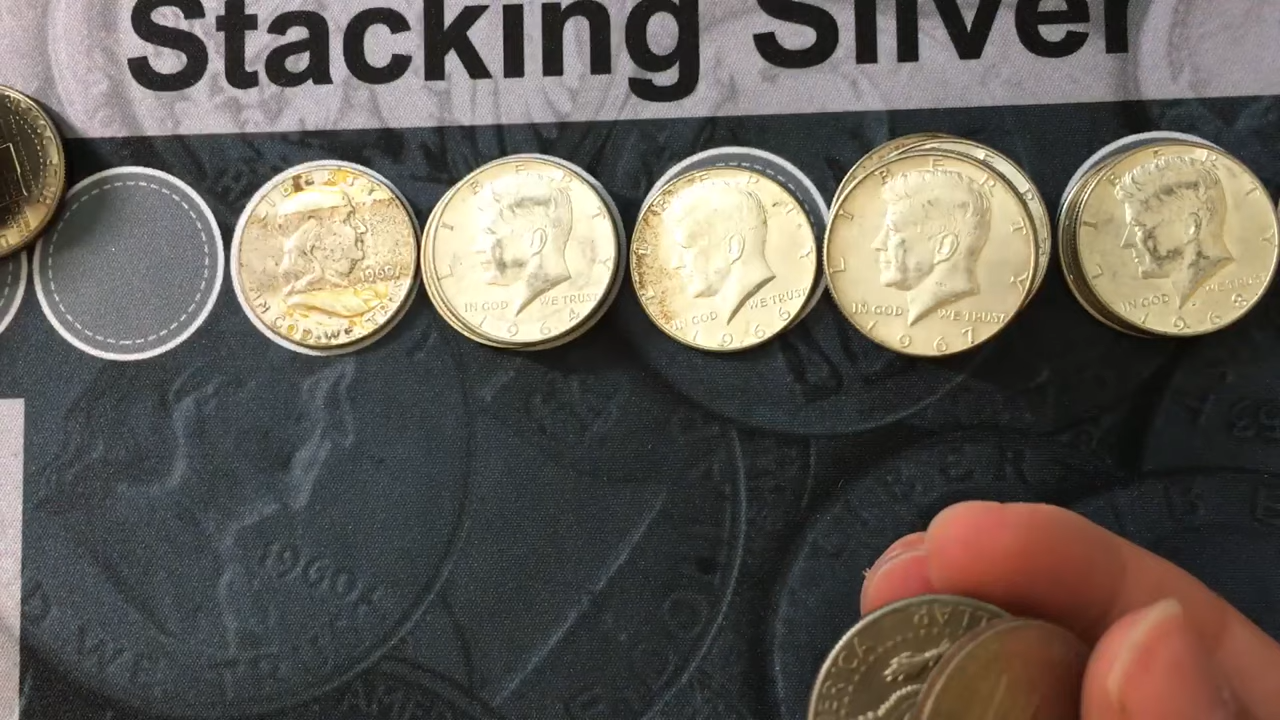 Stacking Silver
LIBERTY
1960
IN GOD WE TRUST
LIBERTY
IN GOD WE TRUST
1964
LIBERTY
IN GOD WE TRUST
1966
LIBERTY
IN GOD WE TRUST
1967
LIBERTY
IN GOD WE TRUST
1968
1960